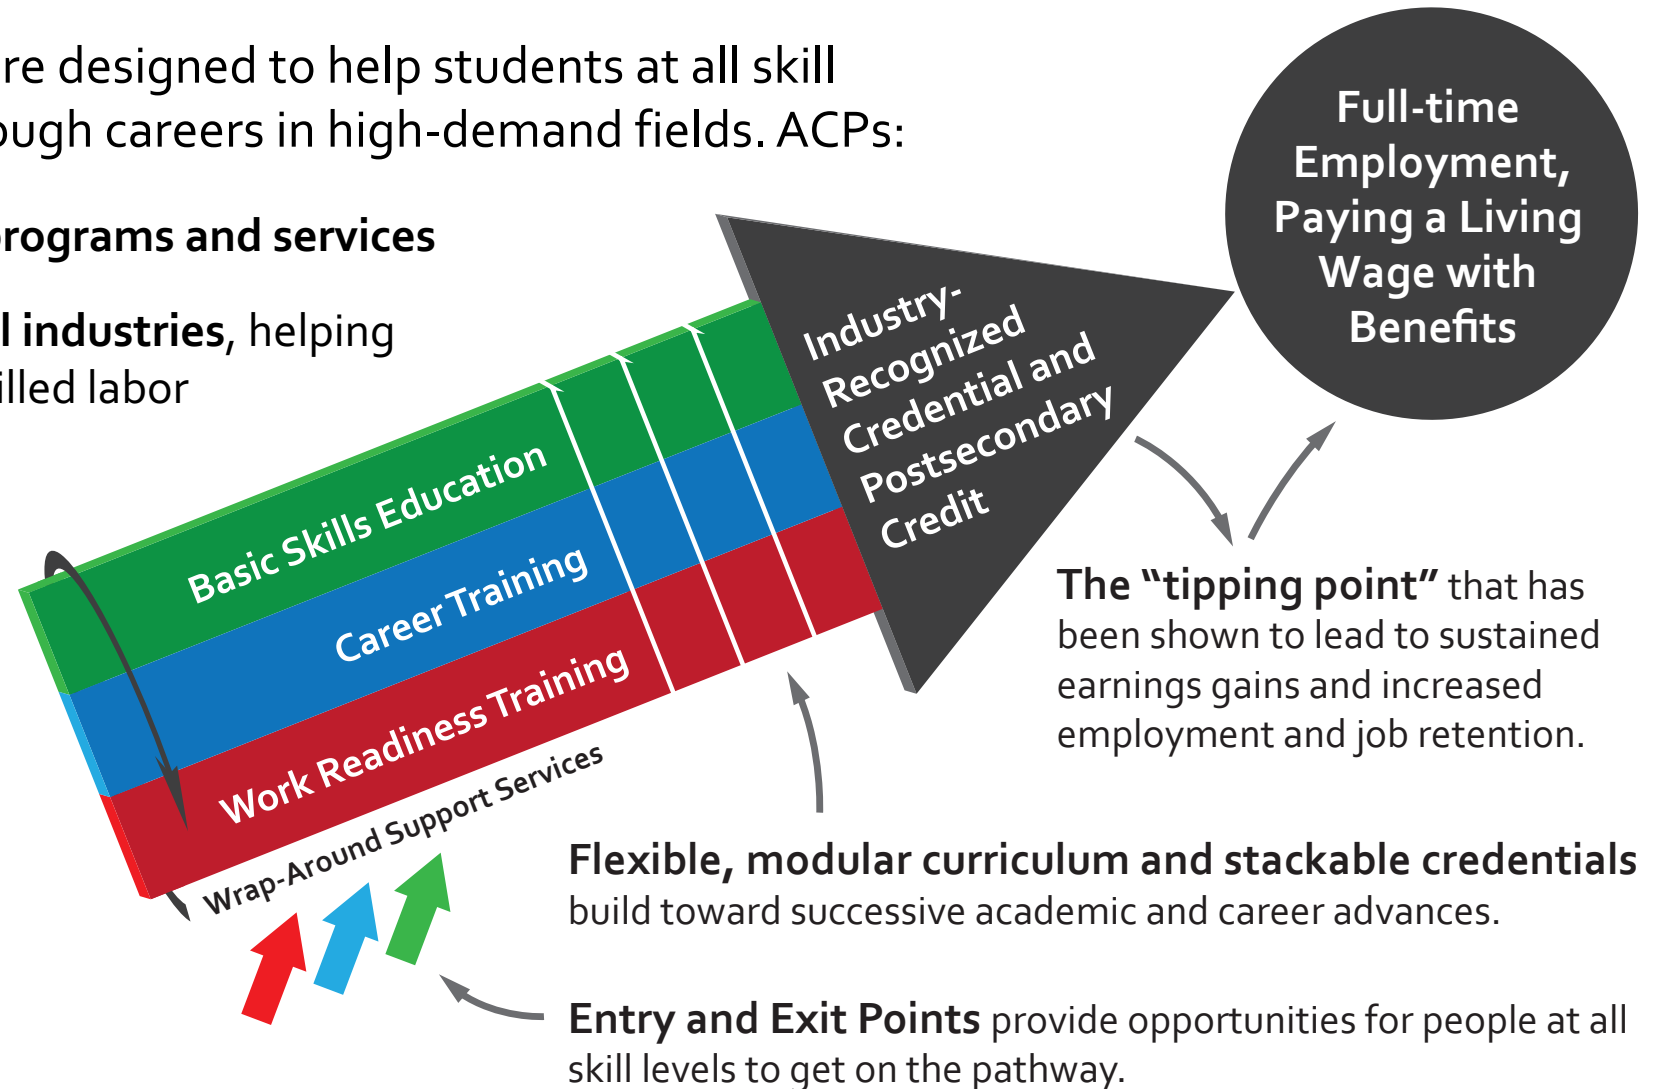 re designed to help students at all skill
ough careers in high-demand fields. ACPs:
programs and services
l industries, helping
illed labor
Full-time
Employment,
Paying a Living
Wage with
Benefits
Industry-
Recognized
Credential and
Postsecondary
Credit
Basic Skills Education
Career Training
Work Readiness Training
Wrap-Around Support Services
The “tipping point” that has
been shown to lead to sustained
earnings gains and increased
employment and job retention.
Flexible, modular curriculum and stackable credentials
build toward successive academic and career advances.
Entry and Exit Points provide opportunities for people at all
skill levels to get on the pathway.